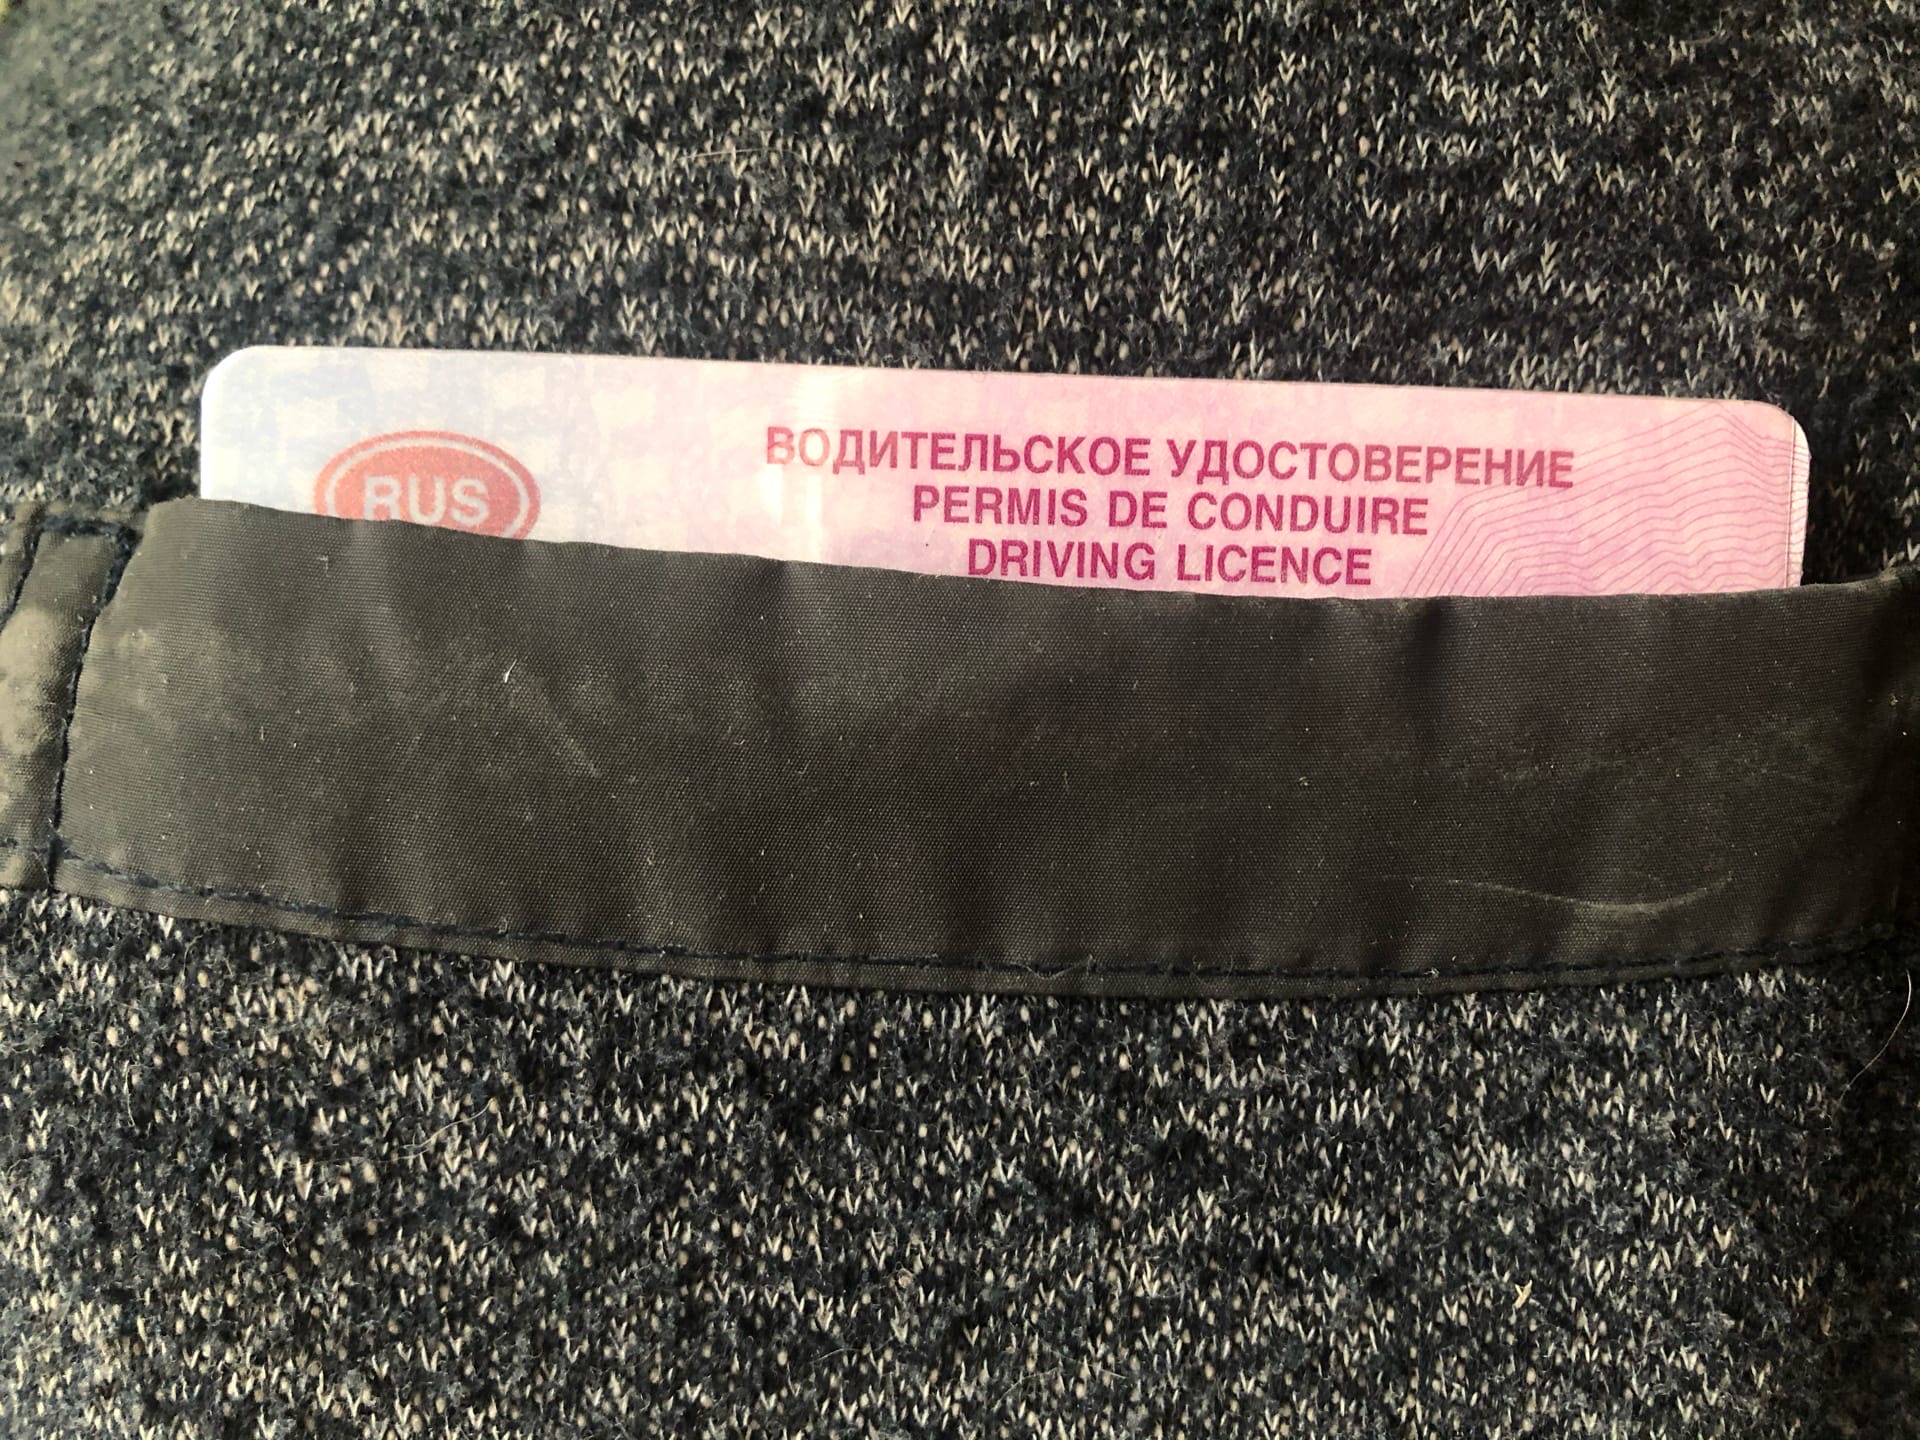 RUS
ВОДИТЕЛЬСКОЕ УДОСТОВЕРЕНИЕ
PERMIS DE CONDUIRE
DRIVING LICENCE